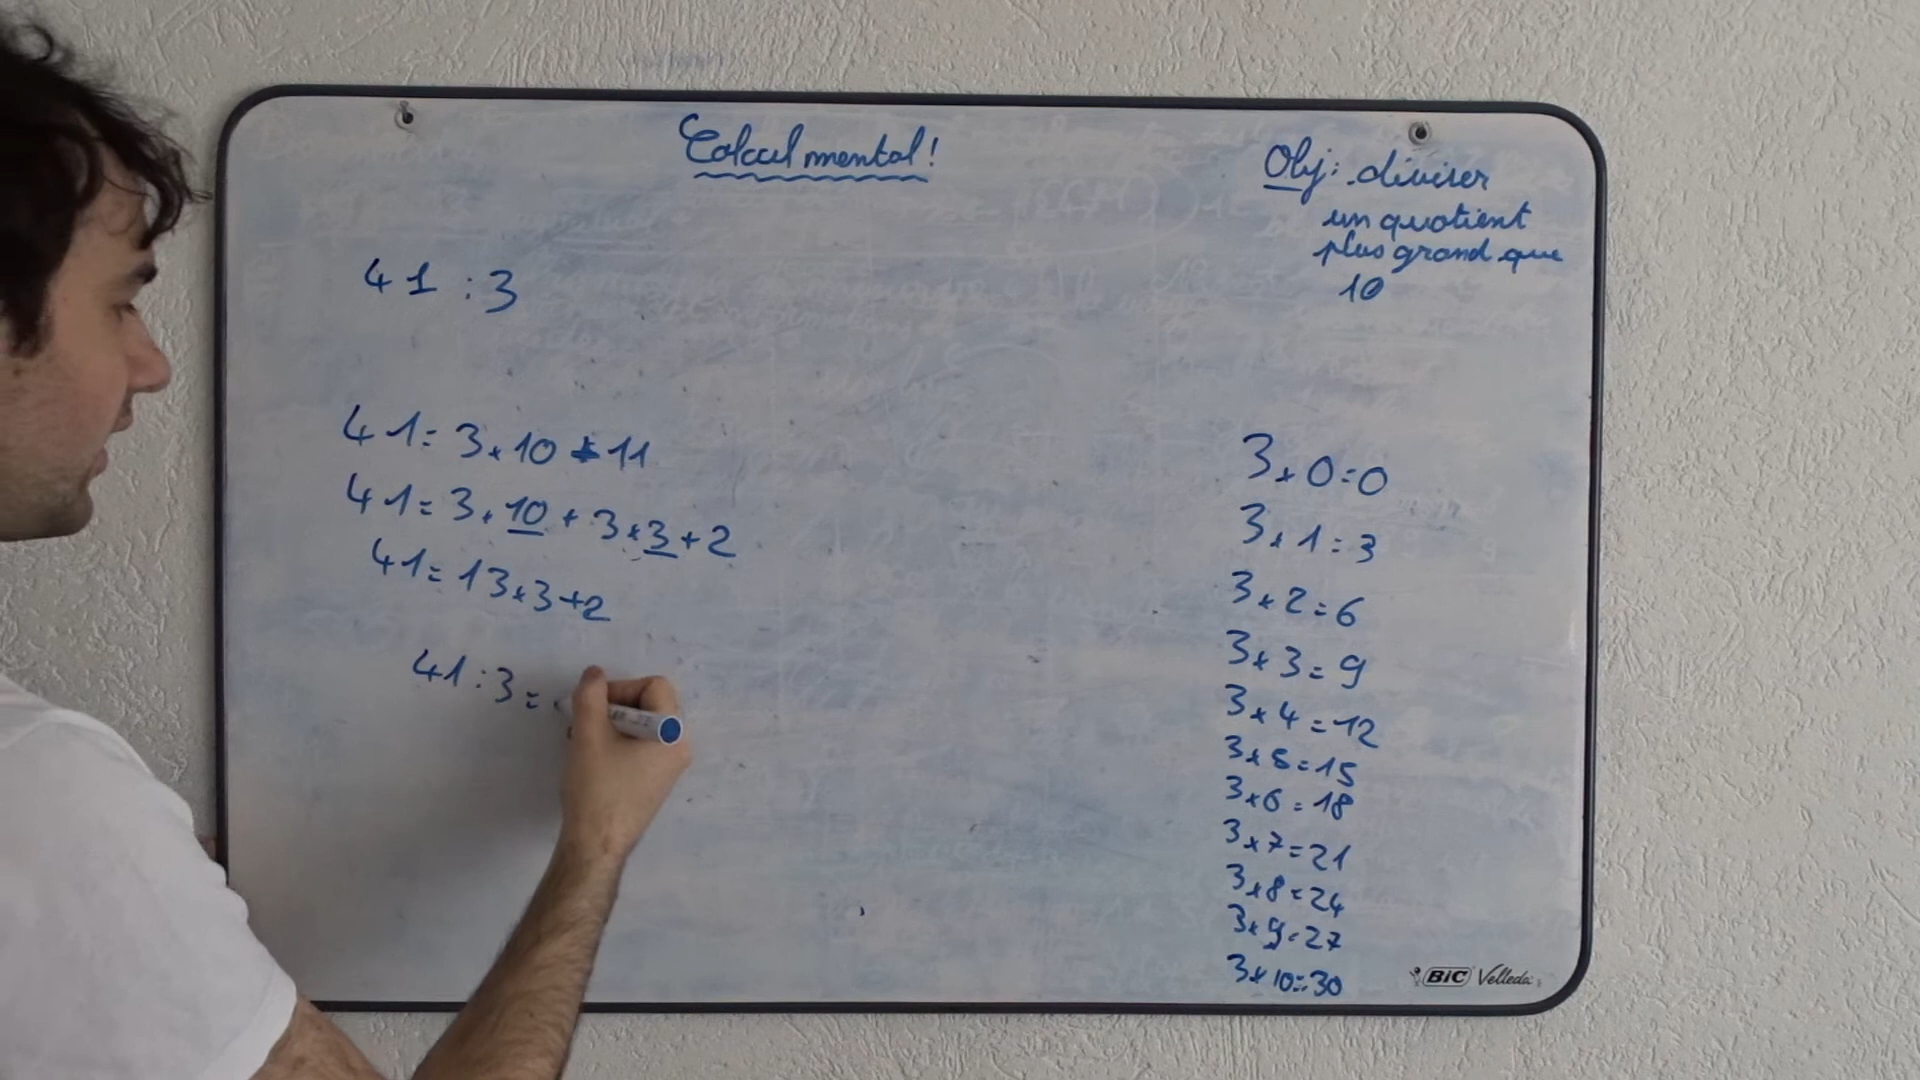 Calcul mental!
Obj: diviser
un quotient
plus grand que
10
41 : 3
41 = 3 × 10 + 11
41 = 3 × 10 + 3 × 3 + 2
41 = 13 × 3 + 2
41 : 3 =
3 × 0 = 0
3 × 1 = 3
3 × 2 = 6
3 × 3 = 9
3 × 4 = 12
3 × 5 = 15
3 × 6 = 18
3 × 7 = 21
3 × 8 = 24
3 × 9 = 27
3 × 10 = 30
BIC Velleda